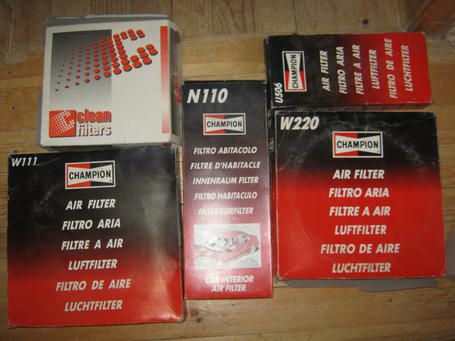 clean
filters
U506
CHAMPION
AIR FILTER
FILTRO ARIA
FILTRE A AIR
LUFTFILTER
FILTRO DE AIRE
LUCHTFILTER
N110
CHAMPION
FILTRO ABITACOLO
FILTRE D'HABITACLE
INNENRAUM FILTER
FILTRO HABITACULO
INTERIEURFILTER
CAR INTERIOR
AIR FILTER
W220
CHAMPION
AIR FILTER
FILTRO ARIA
FILTRE A AIR
LUFTFILTER
FILTRO DE AIRE
LUCHTFILTER
W111
CHAMPION
AIR FILTER
FILTRO ARIA
FILTRE A AIR
LUFTFILTER
FILTRO DE AIRE
LUCHTFILTER